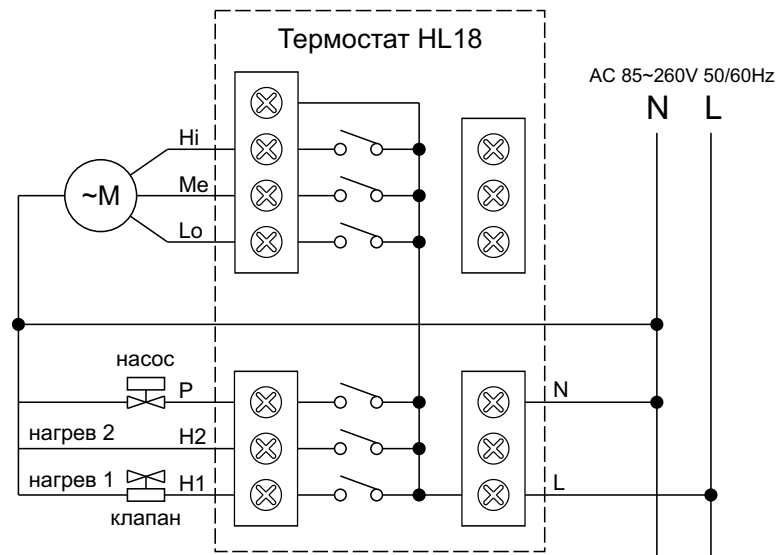 Термостат HL18
AC 85~260V 50/60Hz
N L
Hi
~M
Me
Lo
насос
P
N
нагрев 2
H2
нагрев 1
H1
L
клапан